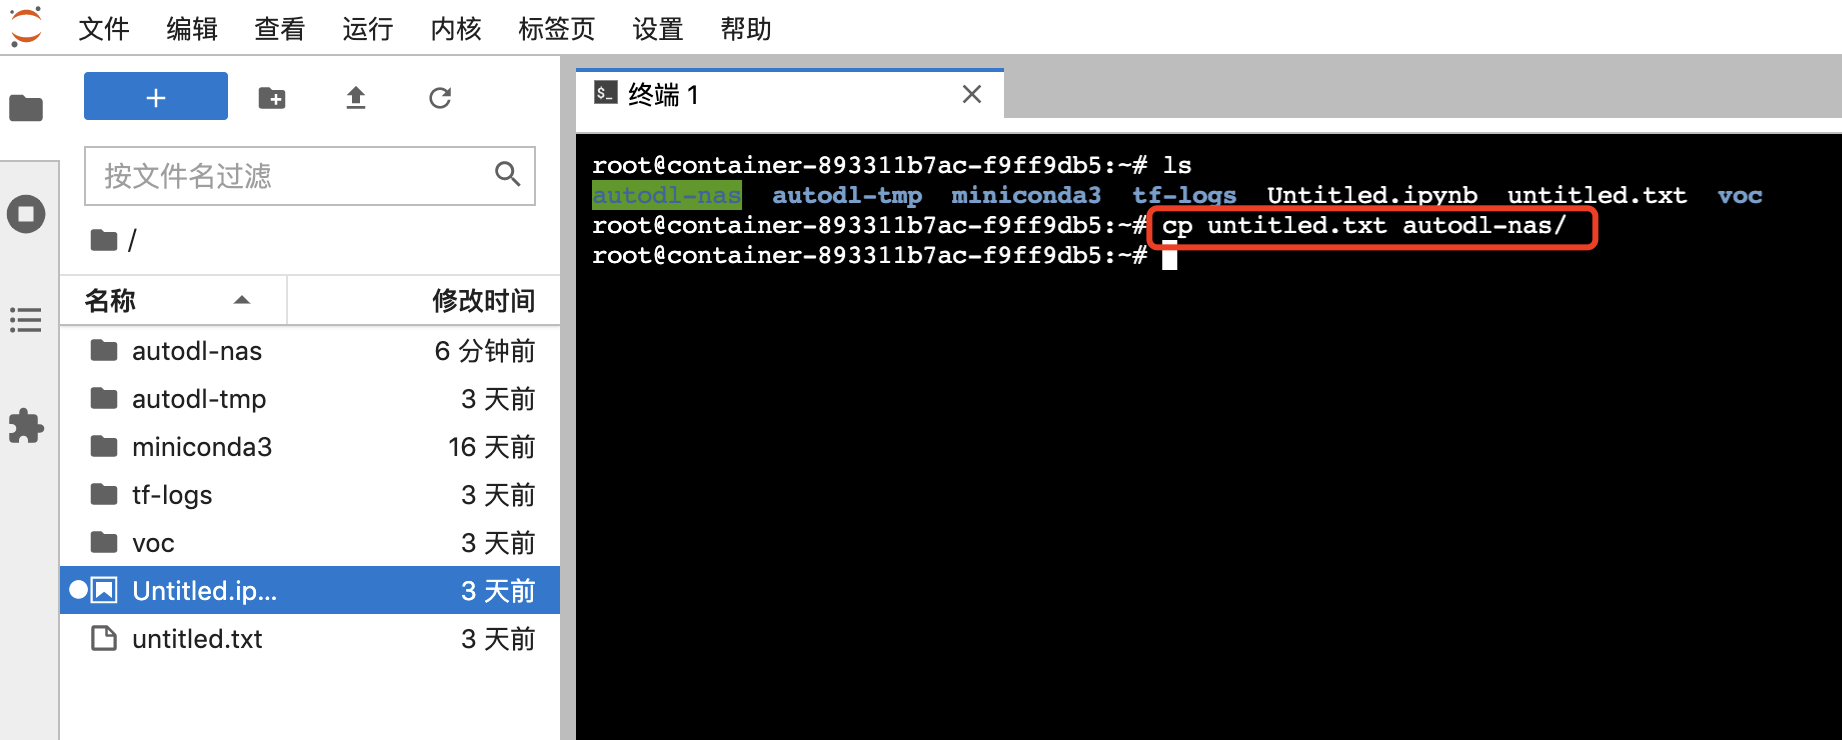 文件 编辑 查看 运行 内核 标签页 设置 帮助
+
按文件名过滤
/
名称 修改时间
autodl-nas 6 分钟前
autodl-tmp 3 天前
miniconda3 16 天前
tf-logs 3 天前
voc 3 天前
Untitled.ip... 3 天前
untitled.txt 3 天前
$_ 终端 1
root@container-893311b7ac-f9ff9db5:~# ls
autodl-nas autodl-tmp miniconda3 tf-logs Untitled.ipynb untitled.txt voc
root@container-893311b7ac-f9ff9db5:~# cp untitled.txt autodl-nas/
root@container-893311b7ac-f9ff9db5:~#